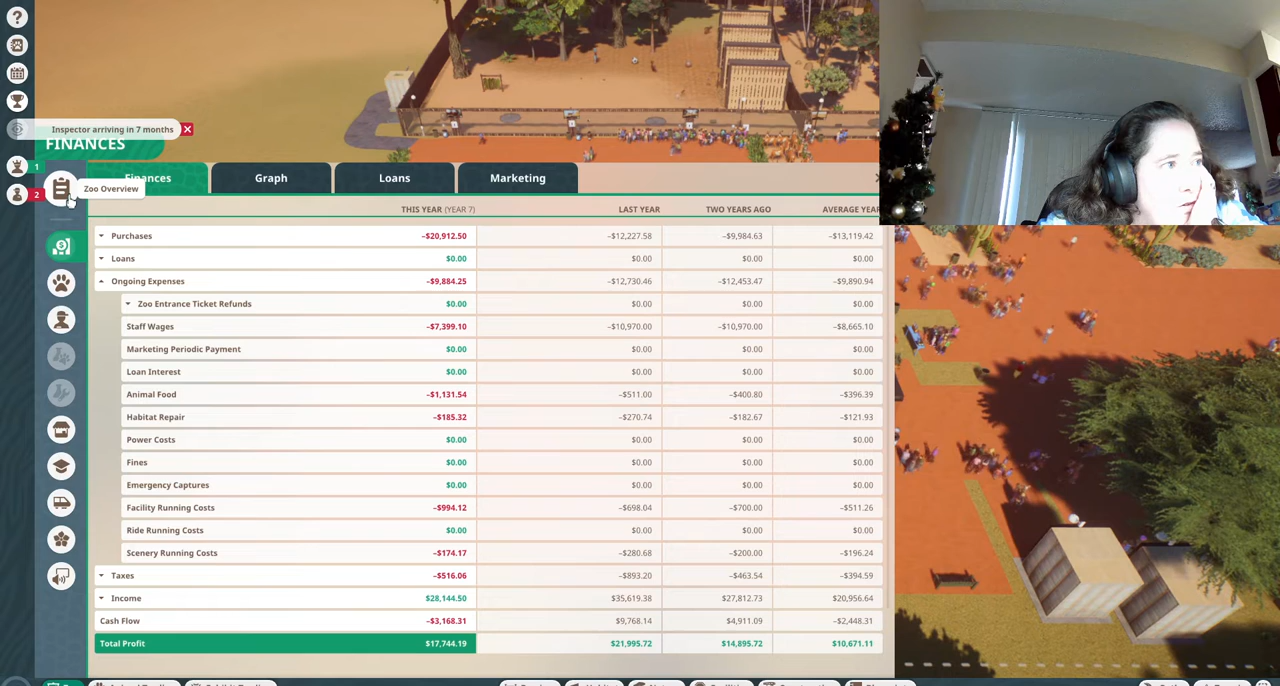 Inspector arriving in 7 months
FINANCES
1
2
Zoo Overview
Finances Graph Loans Marketing
THIS YEAR (YEAR 7) LAST YEAR TWO YEARS AGO AVERAGE YEAR
Purchases –$20,912.50 –$12,227.58 –$9,984.63 –$13,119.42
Loans $0.00 $0.00 $0.00 $0.00
Ongoing Expenses –$9,884.25 –$12,730.46 –$12,453.47 –$9,890.94
Zoo Entrance Ticket Refunds $0.00 $0.00 $0.00 $0.00
Staff Wages –$7,399.10 –$10,970.00 –$10,970.00 –$8,665.10
Marketing Periodic Payment $0.00 $0.00 $0.00 $0.00
Loan Interest $0.00 $0.00 $0.00 $0.00
Animal Food –$1,131.54 –$511.00 –$400.80 –$396.39
Habitat Repair –$185.32 –$270.74 –$182.67 –$121.93
Power Costs $0.00 $0.00 $0.00 $0.00
Fines $0.00 $0.00 $0.00 $0.00
Emergency Captures $0.00 $0.00 $0.00 $0.00
Facility Running Costs –$994.12 –$698.04 –$700.00 –$511.26
Ride Running Costs $0.00 $0.00 $0.00 $0.00
Scenery Running Costs –$174.17 –$280.68 –$200.00 –$196.24
Taxes –$516.06 –$893.20 –$463.54 –$394.59
Income $28,144.50 $35,619.38 $27,812.73 $20,956.64
Cash Flow –$3,168.31 $9,768.14 $4,911.09 –$2,448.31
Total Profit $17,744.19 $21,995.72 $14,895.72 $10,671.11